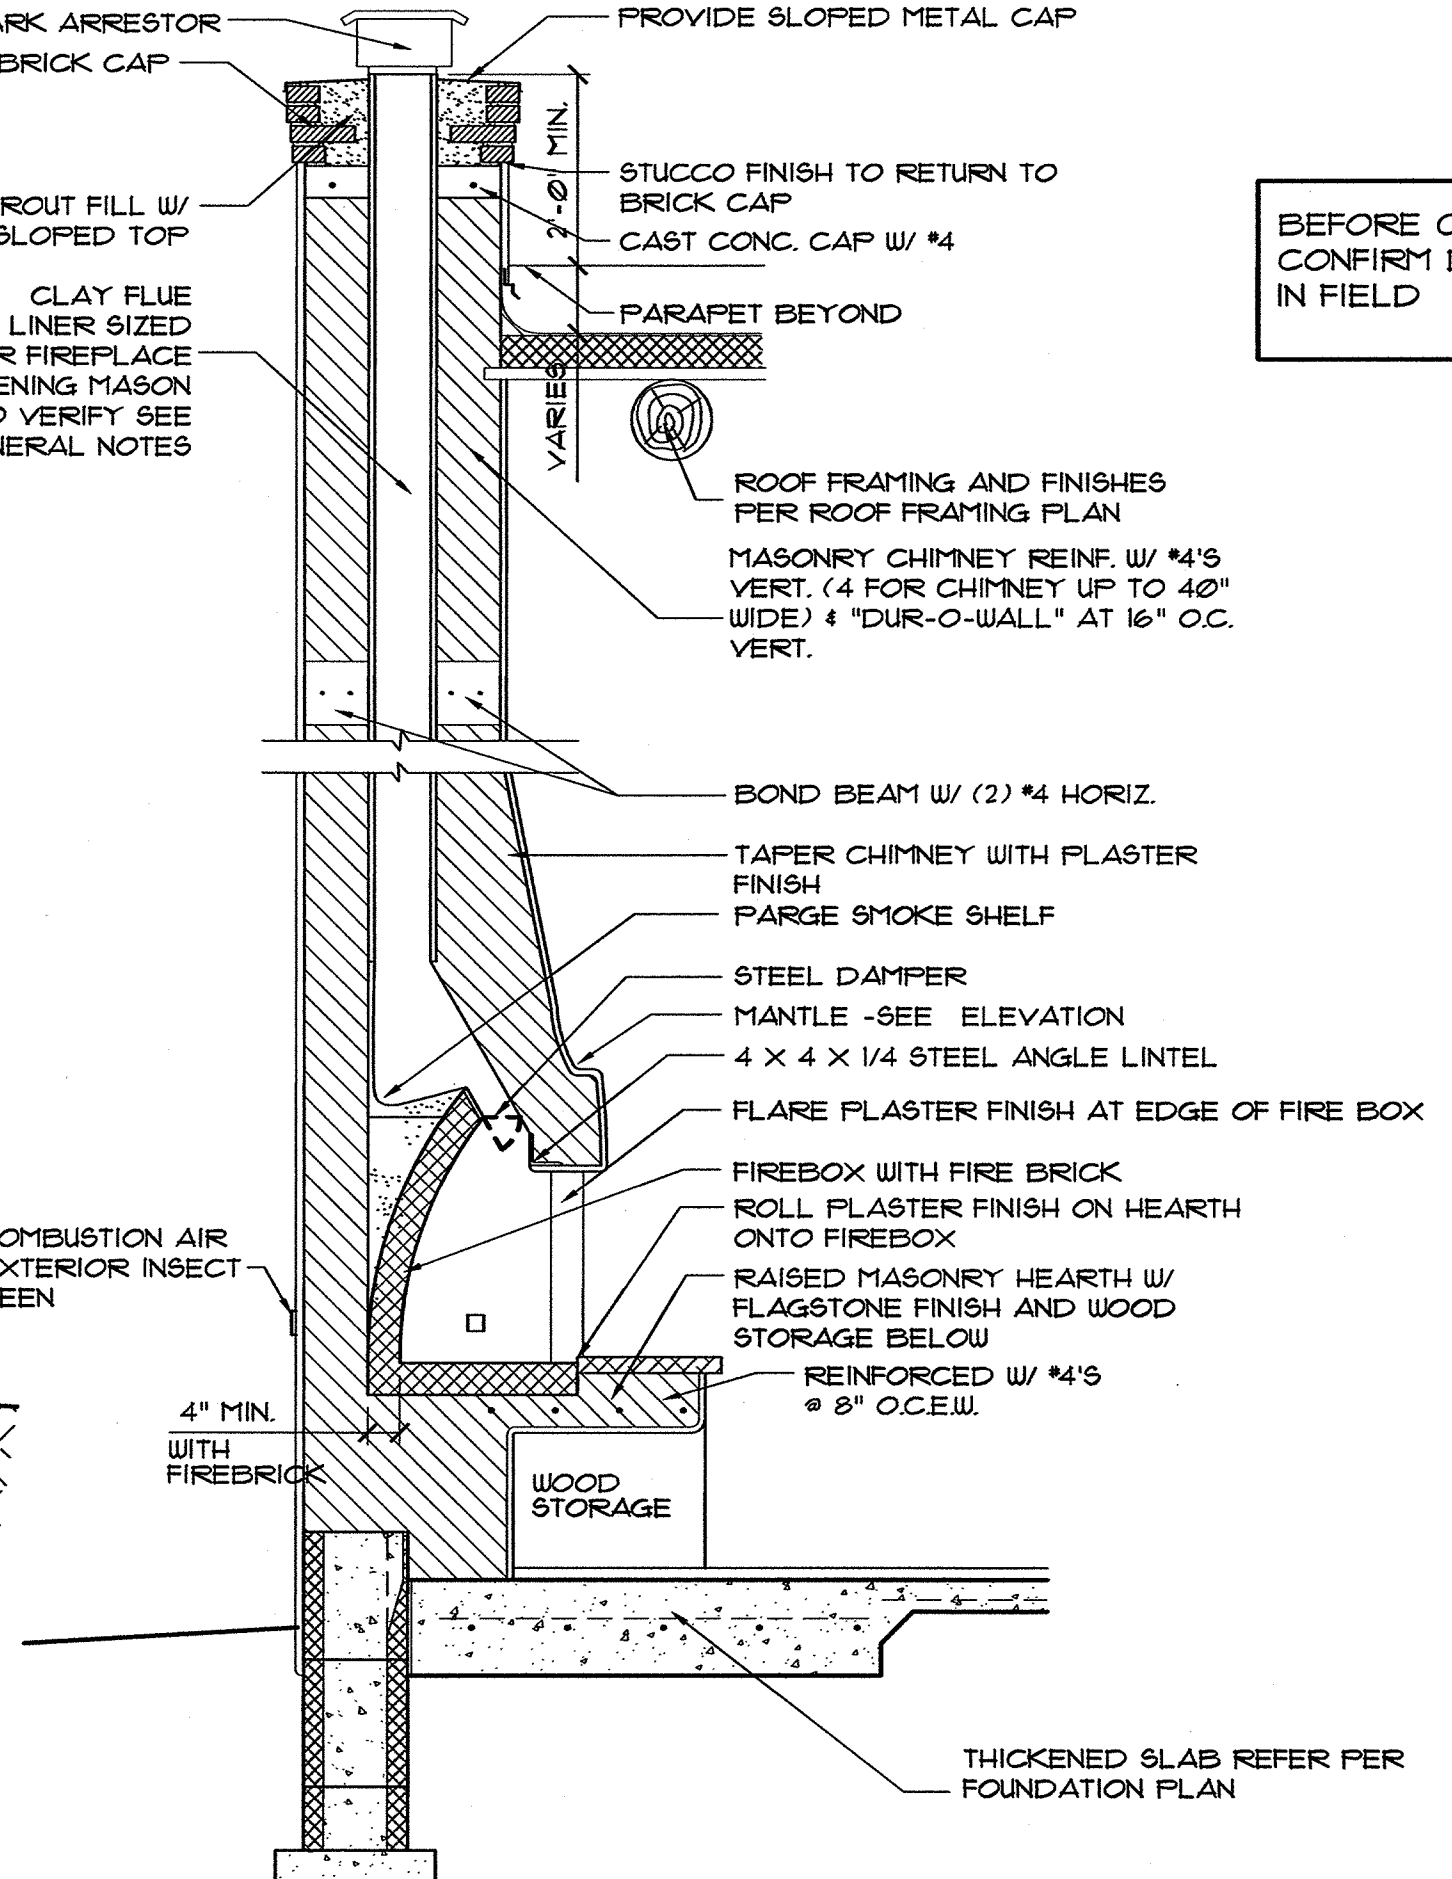 ARK ARRESTOR
BRICK CAP
PROVIDE SLOPED METAL CAP
2'-0" MIN.
STUCCO FINISH TO RETURN TO
BRICK CAP
CAST CONC. CAP W/ #4
ROUT FILL W/
SLOPED TOP
CLAY FLUE
LINER SIZED
R FIREPLACE
ENING MASON
O VERIFY SEE
NERAL NOTES
PARAPET BEYOND
VARIES
BEFORE
CONFIRM
IN FIELD
ROOF FRAMING AND FINISHES
PER ROOF FRAMING PLAN
MASONRY CHIMNEY REINF. W/ #4'S
VERT. (4 FOR CHIMNEY UP TO 40"
WIDE) & "DUR-O-WALL" AT 16" O.C.
VERT.
BOND BEAM W/ (2) #4 HORIZ.
TAPER CHIMNEY WITH PLASTER
FINISH
PARGE SMOKE SHELF
STEEL DAMPER
MANTLE -SEE ELEVATION
4 X 4 X 1/4 STEEL ANGLE LINTEL
FLARE PLASTER FINISH AT EDGE OF FIRE BOX
FIREBOX WITH FIRE BRICK
ROLL PLASTER FINISH ON HEARTH
ONTO FIREBOX
RAISED MASONRY HEARTH W/
FLAGSTONE FINISH AND WOOD
STORAGE BELOW
REINFORCED W/ #4'S
@ 8" O.C.E.W.
OMBUSTION AIR
XTERIOR INSECT
EEN
4" MIN.
WITH
FIREBRICK
WOOD
STORAGE
THICKENED SLAB REFER PER
FOUNDATION PLAN